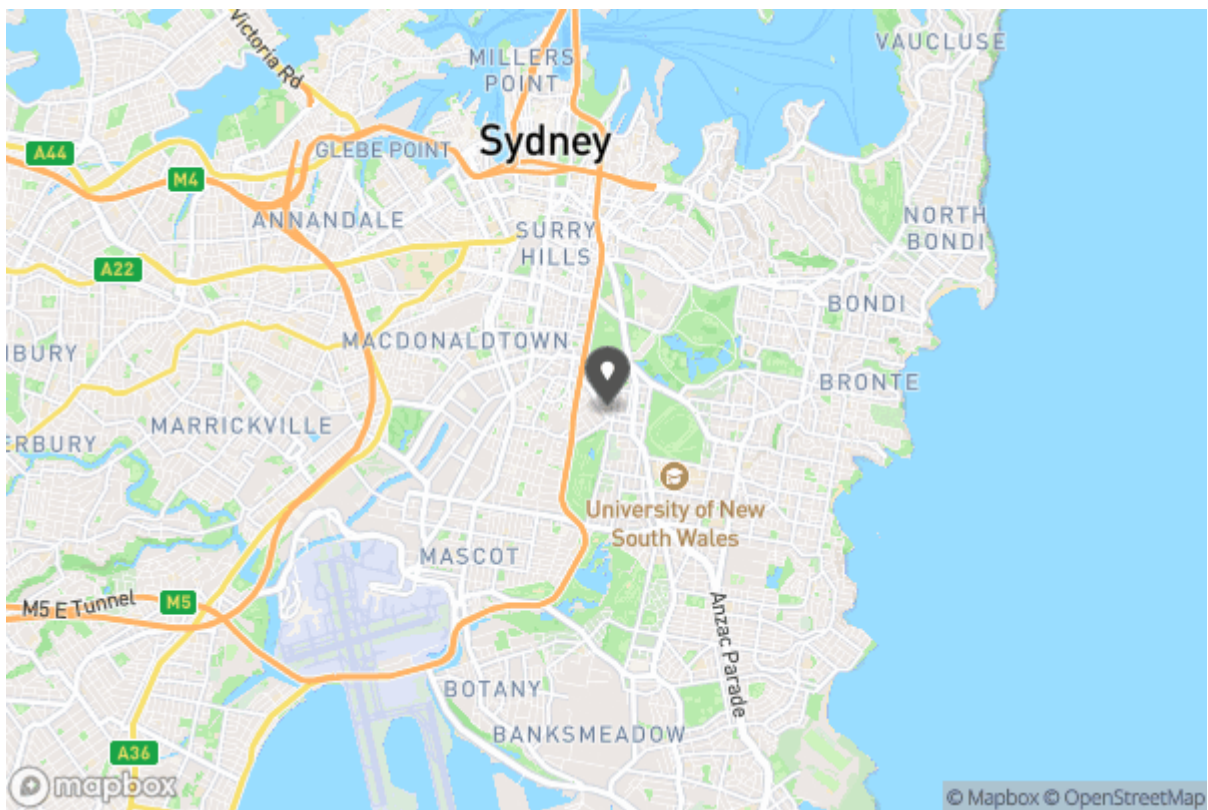 Victoria Rd
VAUCLUSE
MILLERS
POINT
Sydney
A44
GLEBE POINT
M4
ANNANDALE
SURRY
HILLS
NORTH
BONDI
A22
BONDI
MACDONALDTOWN
BURY
BRONTE
MARRICKVILLE
ERBURY
University of New
South Wales
MASCOT
M5 E Tunnel
M5
Anzac Parade
BOTANY
BANKSMEADOW
A36
mapbox
© Mapbox © OpenStreetMap